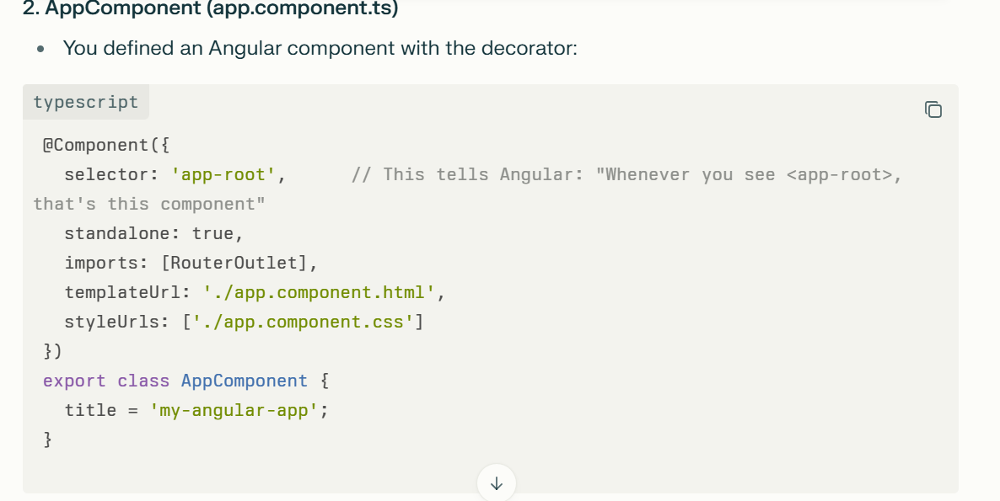 2. AppComponent (app.component.ts)
• You defined an Angular component with the decorator:
typescript
@Component({
  selector: 'app-root',      // This tells Angular: "Whenever you see <app-root>,
that's this component"
  standalone: true,
  imports: [RouterOutlet],
  templateUrl: './app.component.html',
  styleUrls: ['./app.component.css']
})
export class AppComponent {
  title = 'my-angular-app';
}